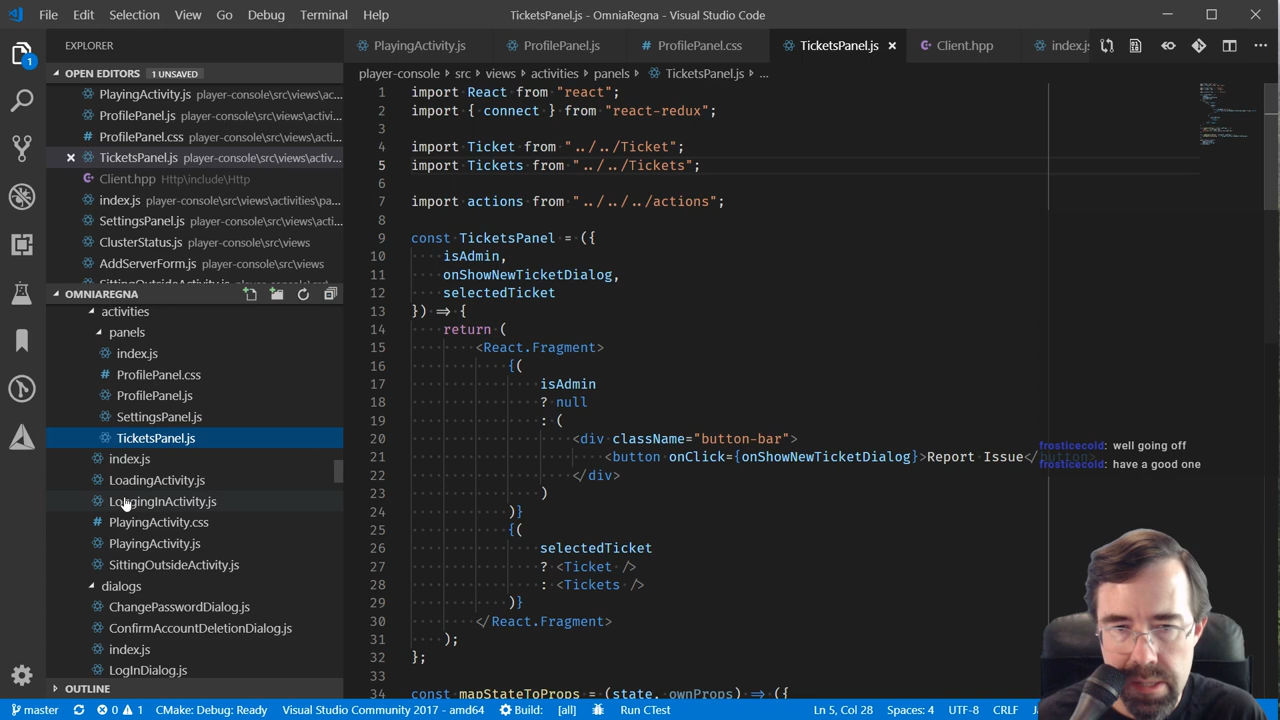 File Edit Selection View Go Debug Terminal Help
TicketsPanel.js - OmniaRegna - Visual Studio Code
EXPLORER
PlayingActivity.js
ProfilePanel.js
# ProfilePanel.css
TicketsPanel.js ×
Client.hpp
index.js
1
OPEN EDITORS 1 UNSAVED
PlayingActivity.js player-console\src\views\ac...
ProfilePanel.js player-console\src\views\acti...
# ProfilePanel.css player-console\src\views\acti...
TicketsPanel.js player-console\src\views\activ...
Client.hpp Http\include\Http
index.js player-console\src\views\activities\pa...
SettingsPanel.js player-console\src\views\acti...
ClusterStatus.js player-console\src\views
AddServerForm.js player-console\src\views
OMNIAREGNA
activities
panels
index.js
# ProfilePanel.css
ProfilePanel.js
SettingsPanel.js
TicketsPanel.js
index.js
LoadingActivity.js
LoggingInActivity.js
# PlayingActivity.css
PlayingActivity.js
SittingOutsideActivity.js
dialogs
ChangePasswordDialog.js
ConfirmAccountDeletionDialog.js
index.js
LogInDialog.js
OUTLINE
player-console › src › views › activities › panels › TicketsPanel.js › ...
1 import React from "react";
2 import { connect } from "react-redux";
3
4 import Ticket from "../../Ticket";
5 import Tickets from "../../Tickets";
6
7 import actions from "../../../actions";
8
9 const TicketsPanel = ({
10 isAdmin,
11 onShowNewTicketDialog,
12 selectedTicket
13 }) => {
14 return (
15 <React.Fragment>
16 {(
17 isAdmin
18 ? null
19 : (
20 <div className="button-bar">
21 <button onClick={onShowNewTicketDialog}>Report Issue</button>
22 </div>
23 )
24 )}
25 {(
26 selectedTicket
27 ? <Ticket />
28 : <Tickets />
29 )}
30 </React.Fragment>
31 );
32 };
33
34 const mapStateToProps = (state, ownProps) => ({
frosticecold: well going off
frosticecold: have a good one
master 0 1 CMake: Debug: Ready Visual Studio Community 2017 - amd64 Build: [all] Run CTest Ln 5, Col 28 Spaces: 4 UTF-8 CRLF